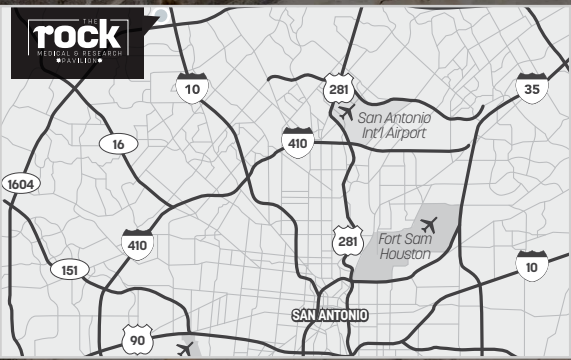 THE
rock
MEDICAL & RESEARCH
PAVILION
10
281
35
San Antonio
Int'l Airport
410
16
1604
Fort Sam
Houston
281
410
10
151
SAN ANTONIO
90